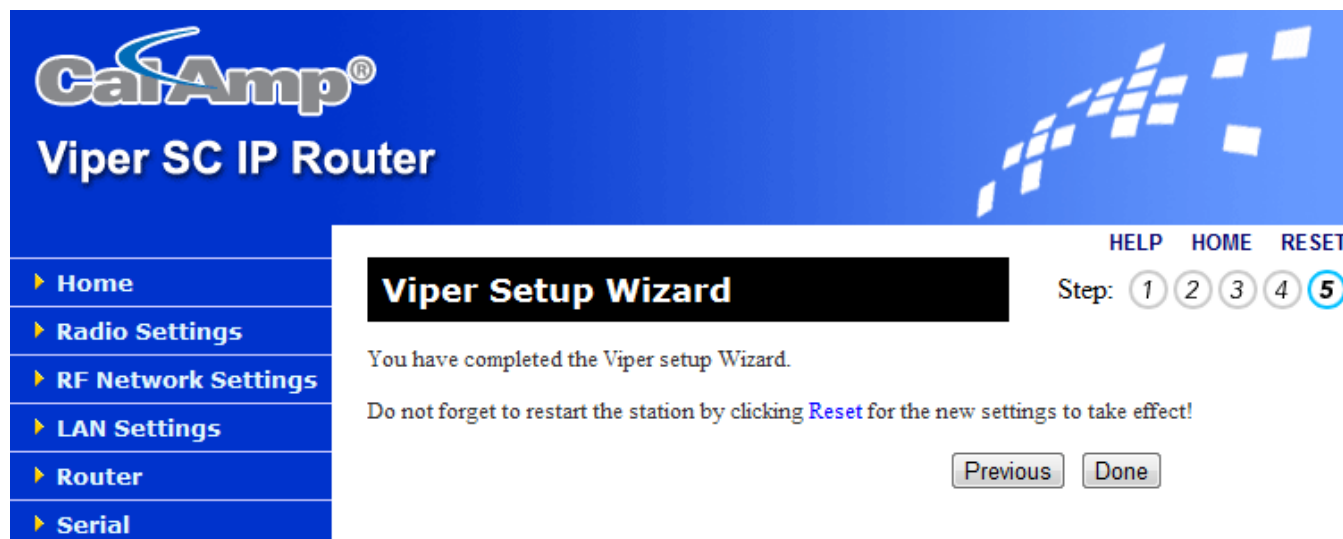 CalAmp®
Viper SC IP Router
HELP HOME RESET
Home
Radio Settings
RF Network Settings
LAN Settings
Router
Serial
Viper Setup Wizard
Step: 1 2 3 4 5
You have completed the Viper setup Wizard.
Do not forget to restart the station by clicking Reset for the new settings to take effect!
Previous Done